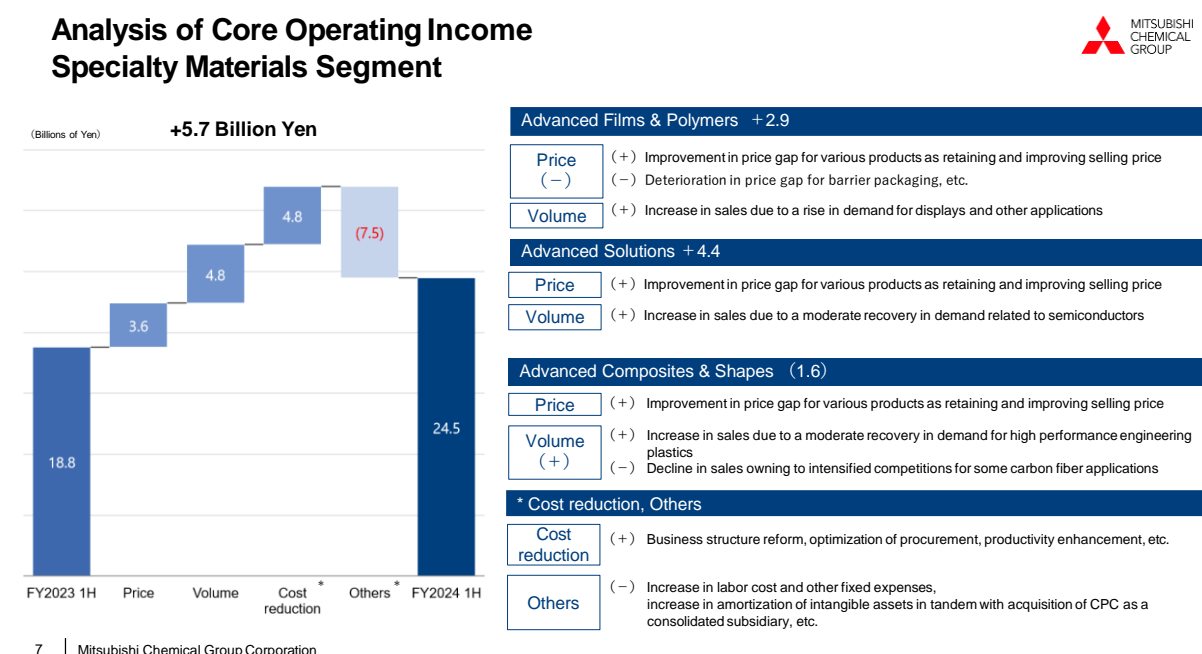 Analysis of Core Operating Income
Specialty Materials Segment
MITSUBISHI
CHEMICAL
GROUP
（Billions of Yen）
+5.7 Billion Yen
18.8
3.6
4.8
4.8
(7.5)
24.5
FY2023 1H
Price
Volume
Cost
reduction
*
Others
*
FY2024 1H
Advanced Films & Polymers ＋2.9
Price
（－）
（＋） Improvement in price gap for various products as retaining and improving selling price
（－） Deterioration in price gap for barrier packaging, etc.
Volume
（＋） Increase in sales due to a rise in demand for displays and other applications
Advanced Solutions ＋4.4
Price
（＋） Improvement in price gap for various products as retaining and improving selling price
Volume
（＋） Increase in sales due to a moderate recovery in demand related to semiconductors
Advanced Composites & Shapes （1.6）
Price
（＋） Improvement in price gap for various products as retaining and improving selling price
Volume
（＋）
（＋） Increase in sales due to a moderate recovery in demand for high performance engineering
plastics
（－） Decline in sales owning to intensified competitions for some carbon fiber applications
* Cost reduction, Others
Cost
reduction
（＋） Business structure reform, optimization of procurement, productivity enhancement, etc.
Others
（－） Increase in labor cost and other fixed expenses,
increase in amortization of intangible assets in tandem with acquisition of CPC as a
consolidated subsidiary, etc.
7
Mitsubishi Chemical Group Corporation